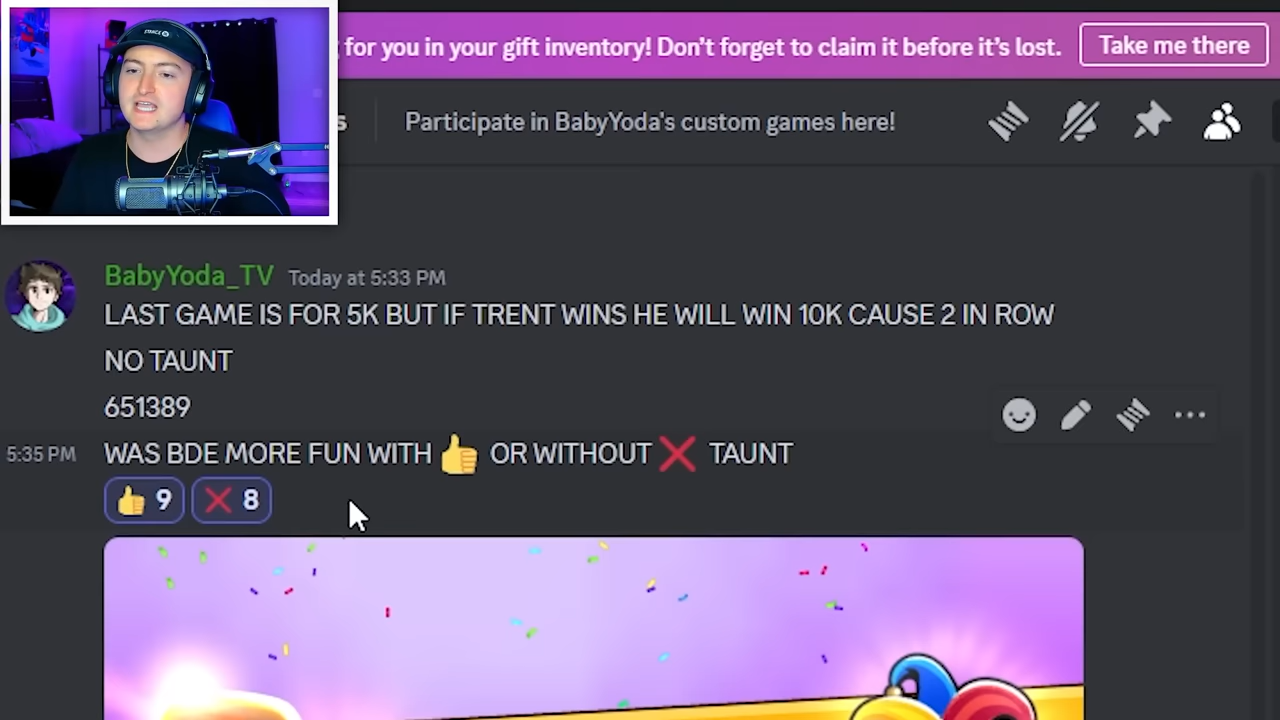 for you in your gift inventory! Don't forget to claim it before it's lost.
Take me there
s
Participate in BabyYoda's custom games here!
BabyYoda_TV Today at 5:33 PM
LAST GAME IS FOR 5K BUT IF TRENT WINS HE WILL WIN 10K CAUSE 2 IN ROW
NO TAUNT
651389
5:35 PM WAS BDE MORE FUN WITH 👍 OR WITHOUT ❌ TAUNT
👍 9 ❌ 8